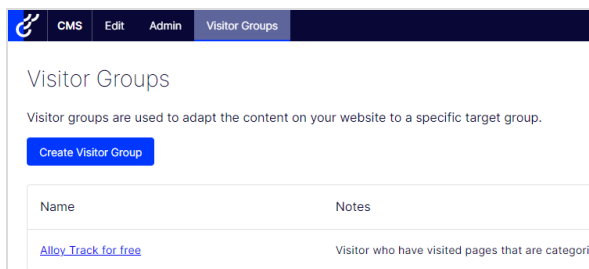 CMS Edit Admin Visitor Groups
Visitor Groups
Visitor groups are used to adapt the content on your website to a specific target group.
Create Visitor Group
Name Notes
Alloy Track for free Visitor who have visited pages that are categori